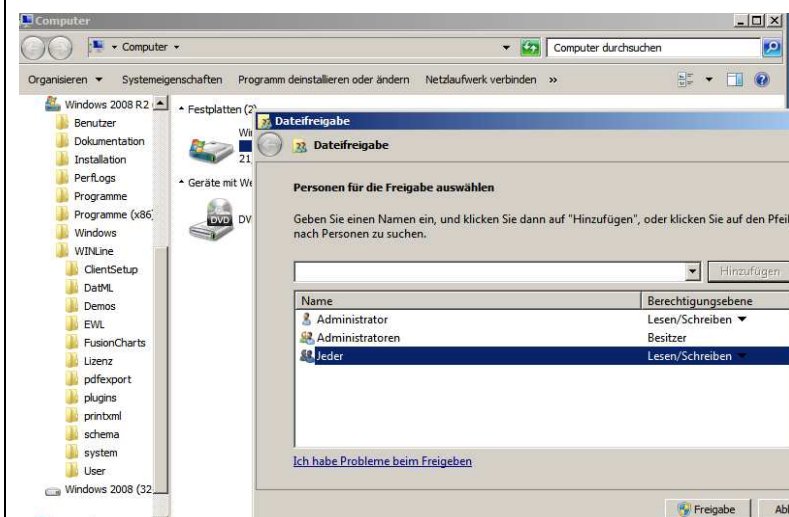 Computer
Computer
Computer durchsuchen
Organisieren Systemeigenschaften Programm deinstallieren oder ändern Netzlaufwerk verbinden »
Windows 2008 R2
Benutzer
Dokumentation
Installation
PerfLogs
Programme
Programme (x86)
Windows
WINLine
ClientSetup
DatML
Demos
EWL
FusionCharts
Lizenz
pdfexport
plugins
printxml
schema
system
User
Windows 2008 (32
Festplatten (2)
21
Geräte mit We
DVD
DV
Dateifreigabe
Dateifreigabe
Personen für die Freigabe auswählen
Geben Sie einen Namen ein, und klicken Sie dann auf "Hinzufügen", oder klicken Sie auf den Pfeil
nach Personen zu suchen.
Hinzufügen
Name Berechtigungsebene
Administrator Lesen/Schreiben
Administratoren Besitzer
Jeder Lesen/Schreiben
Ich habe Probleme beim Freigeben
Freigabe Ab